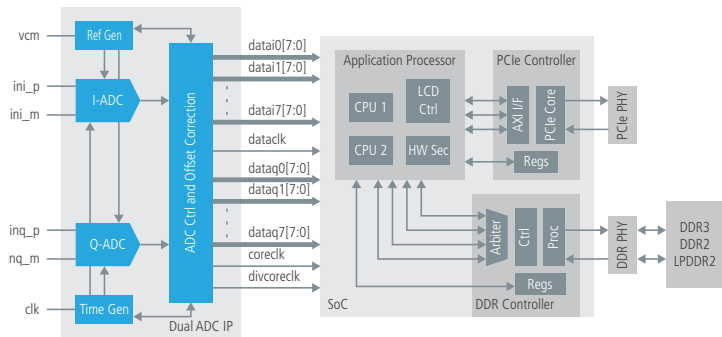 vcm
ini_p
ini_m
inq_p
nq_m
clk
Ref Gen
I-ADC
Q-ADC
Time Gen
ADC Ctrl and Offset Correction
Dual ADC IP
datai0[7:0]
datai1[7:0]
datai7[7:0]
dataclk
dataq0[7:0]
dataq1[7:0]
dataq7[7:0]
coreclk
divcoreclk
SoC
Application Processor
CPU 1
LCD
Ctrl
CPU 2
HW Sec
PCIe Controller
AXI I/F
PCIe Core
Regs
PCIe PHY
Arbiter
Ctrl
Proc
Regs
DDR Controller
DDR PHY
DDR3
DDR2
LPDDR2